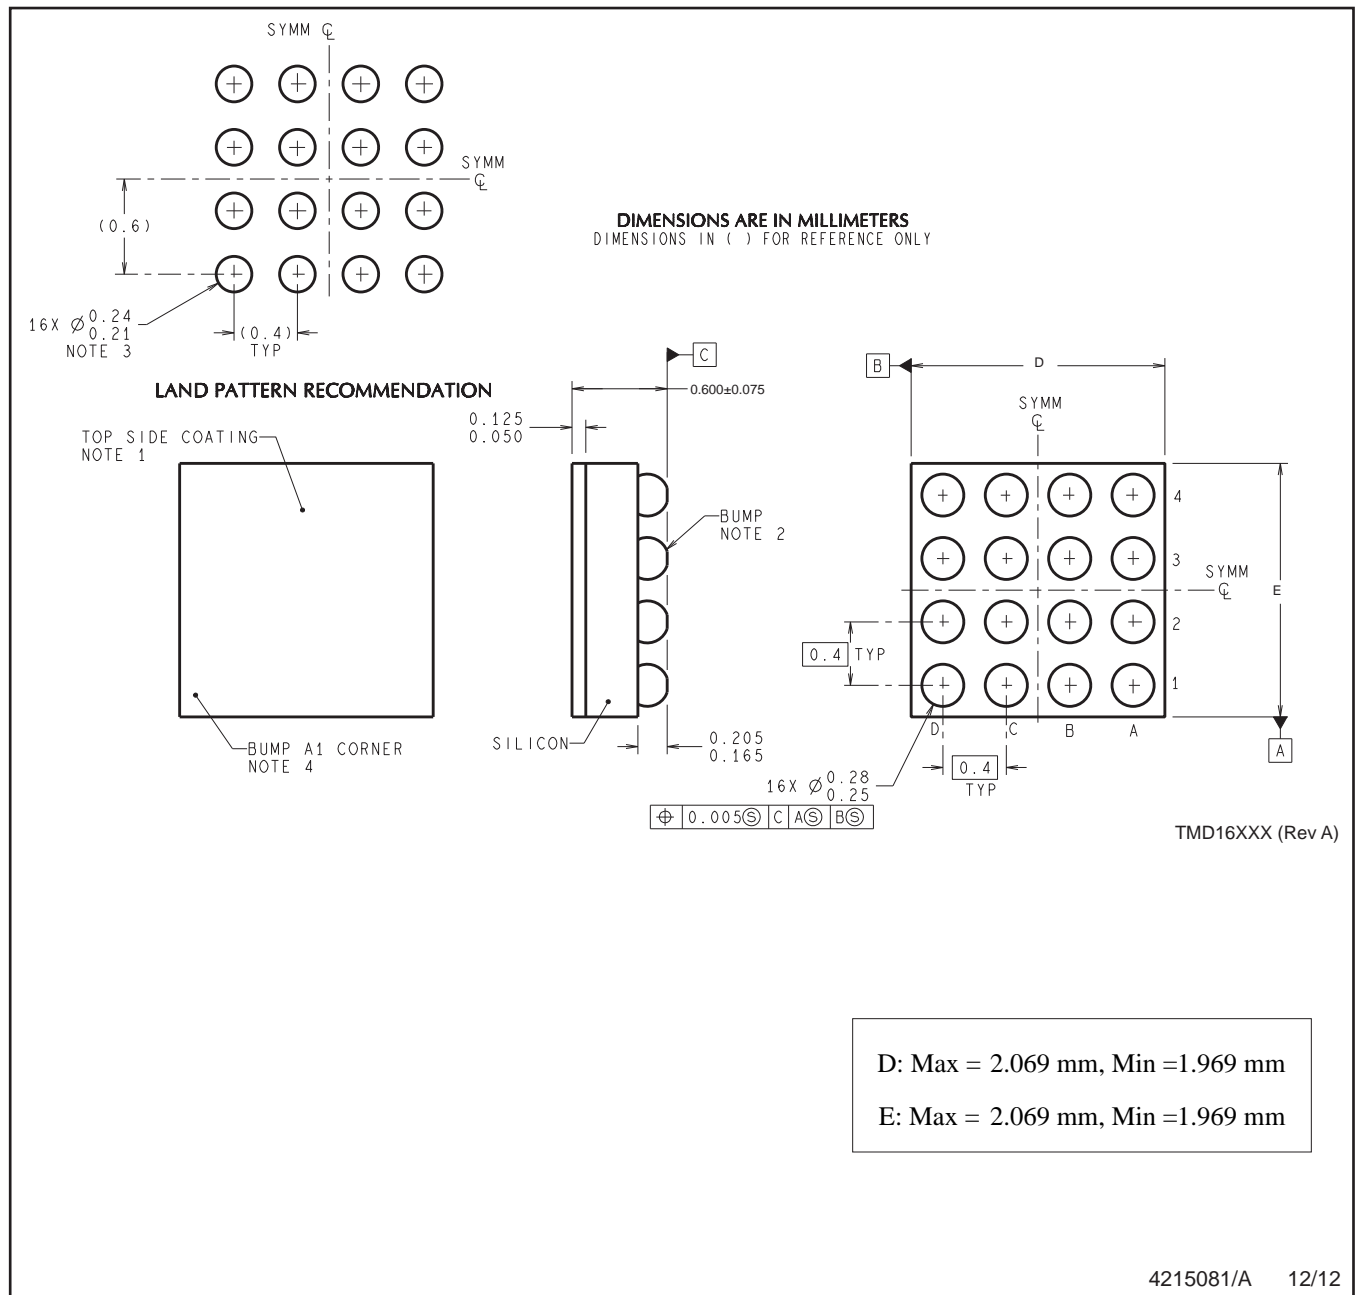 SYMM ℄
SYMM
℄
(0.6)
DIMENSIONS ARE IN MILLIMETERS
DIMENSIONS IN ( ) FOR REFERENCE ONLY
16X ⌀0.24
0.21
NOTE 3
(0.4)
TYP
LAND PATTERN RECOMMENDATION
C
0.600±0.075
B
D
SYMM
℄
TOP SIDE COATING
NOTE 1
0.125
0.050
BUMP
NOTE 2
4
3
2
1
SYMM
℄
E
0.4 TYP
BUMP A1 CORNER
NOTE 4
SILICON
0.205
0.165
D C B A
A
0.4
TYP
16X ⌀0.28
0.25
⌖ 0.005Ⓢ C AⓈ BⓈ
TMD16XXX (Rev A)
D: Max = 2.069 mm, Min =1.969 mm
E: Max = 2.069 mm, Min =1.969 mm
4215081/A 12/12